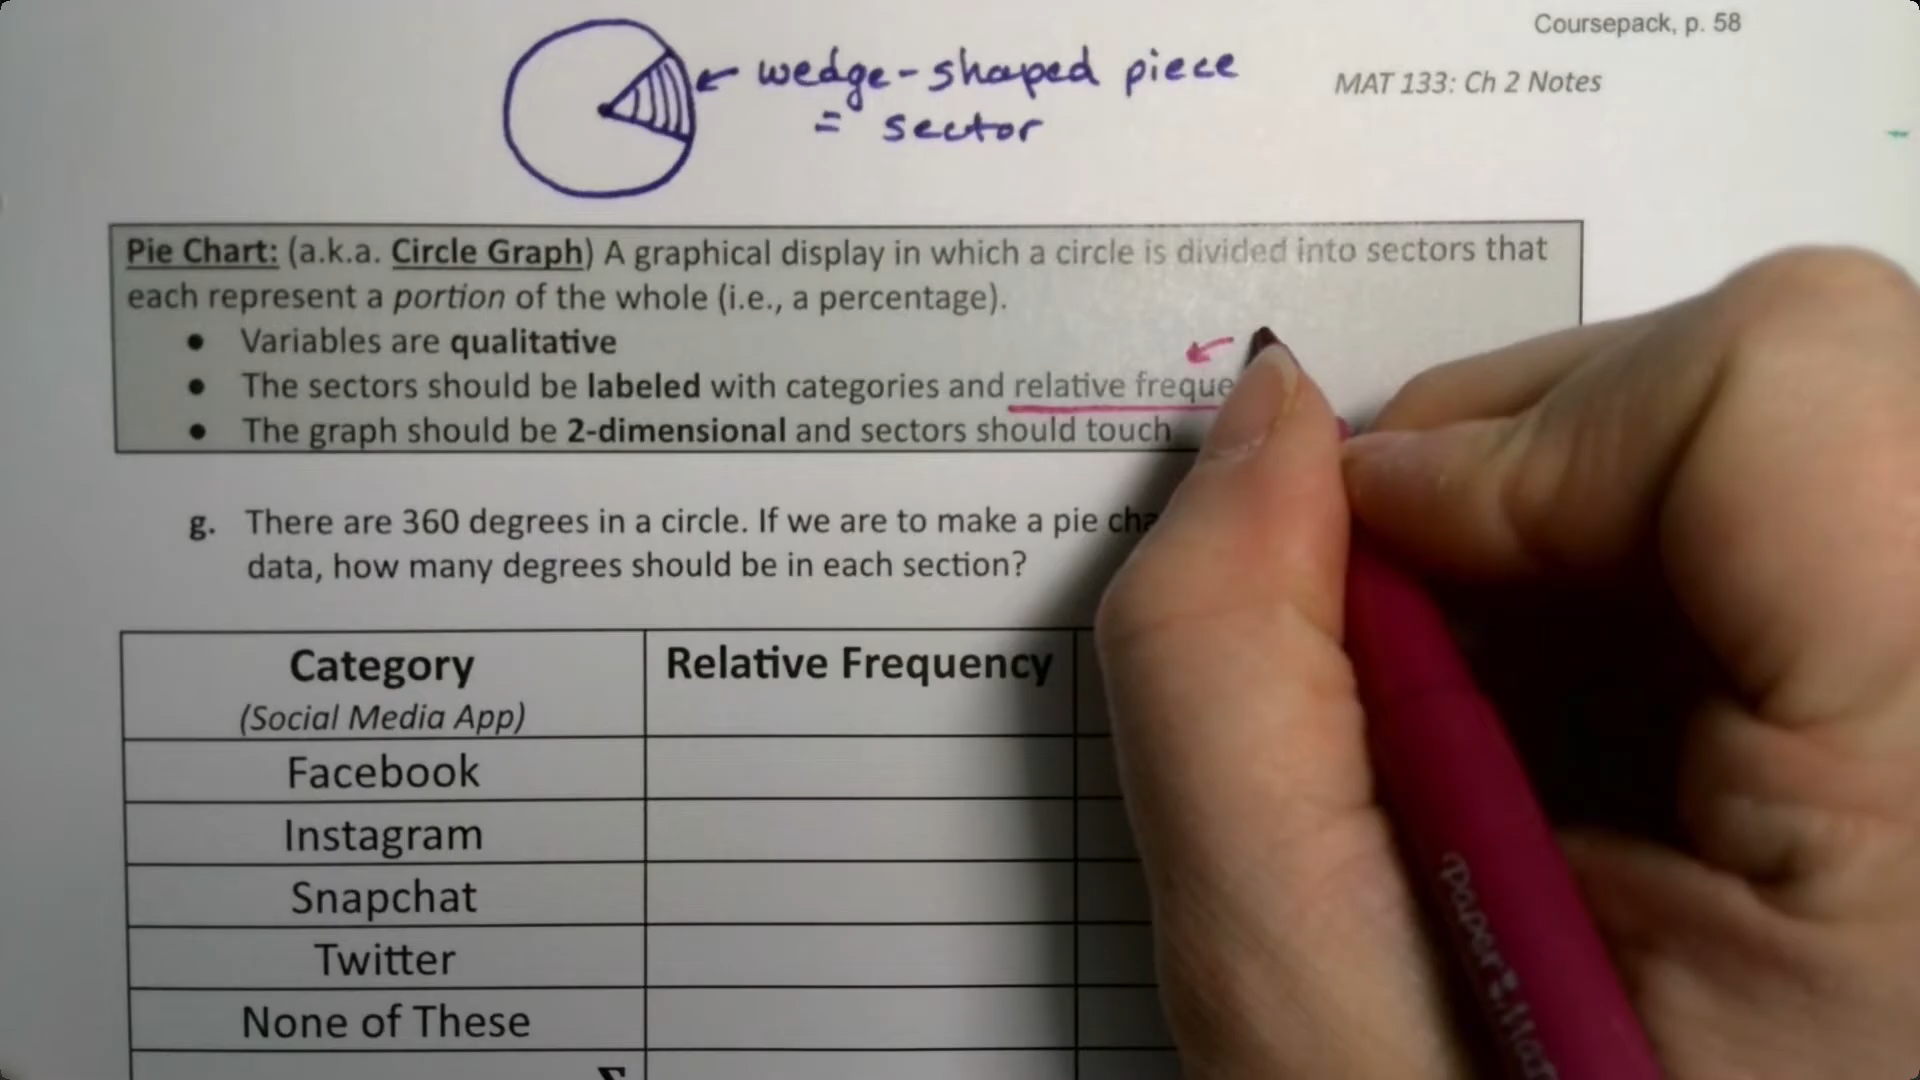 Coursepack, p. 58
wedge-shaped piece
MAT 133: Ch 2 Notes
= sector
Pie Chart: (a.k.a. Circle Graph) A graphical display in which a circle is divided into sectors that
each represent a portion of the whole (i.e., a percentage).
• Variables are qualitative
• The sectors should be labeled with categories and relative freque
• The graph should be 2-dimensional and sectors should touch
g. There are 360 degrees in a circle. If we are to make a pie cha
data, how many degrees should be in each section?
Category
Relative Frequency
(Social Media App)
Facebook
Instagram
Snapchat
Twitter
None of These
Paper Mat